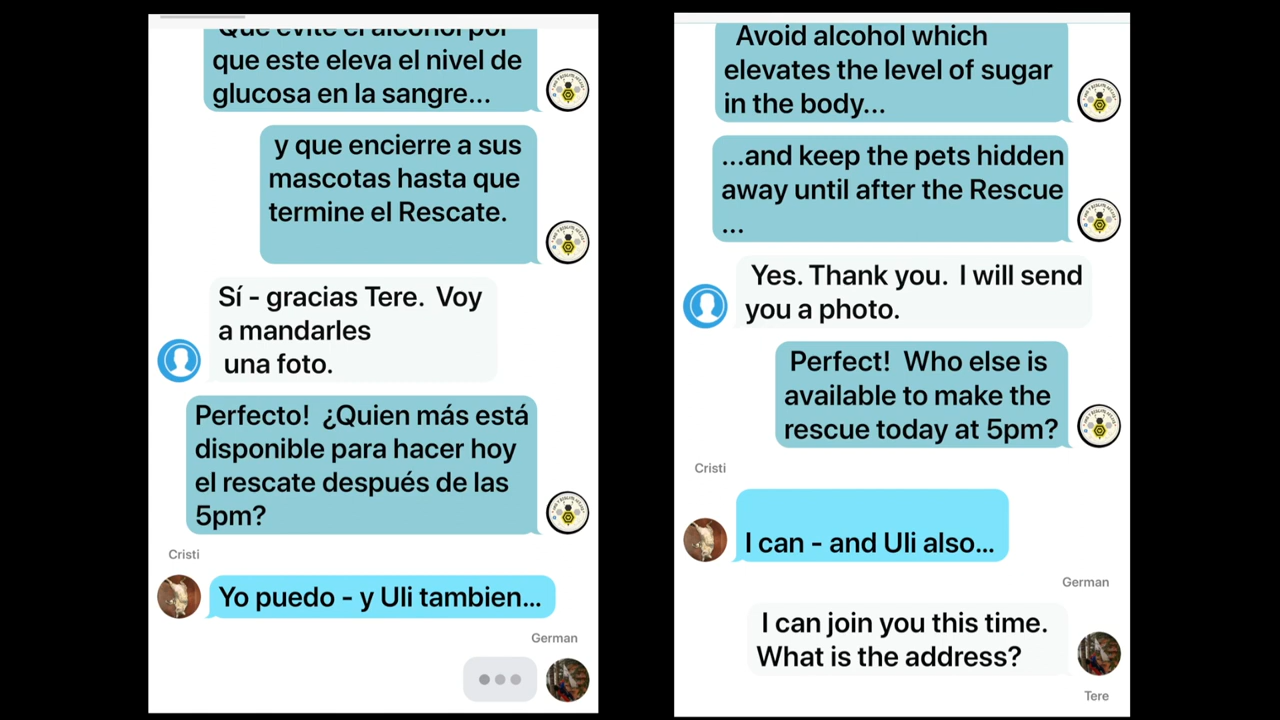 Que evite el alcohol por
que este eleva el nivel de
glucosa en la sangre...
y que encierre a sus
mascotas hasta que
termine el Rescate.
Sí - gracias Tere. Voy
a mandarles
una foto.
Perfecto! ¿Quien más está
disponible para hacer hoy
el rescate después de las
5pm?
Cristi
Yo puedo - y Uli tambien...
German
Avoid alcohol which
elevates the level of sugar
in the body...
...and keep the pets hidden
away until after the Rescue
...
Yes. Thank you. I will send
you a photo.
Perfect! Who else is
available to make the
rescue today at 5pm?
Cristi
I can - and Uli also...
German
I can join you this time.
What is the address?
Tere